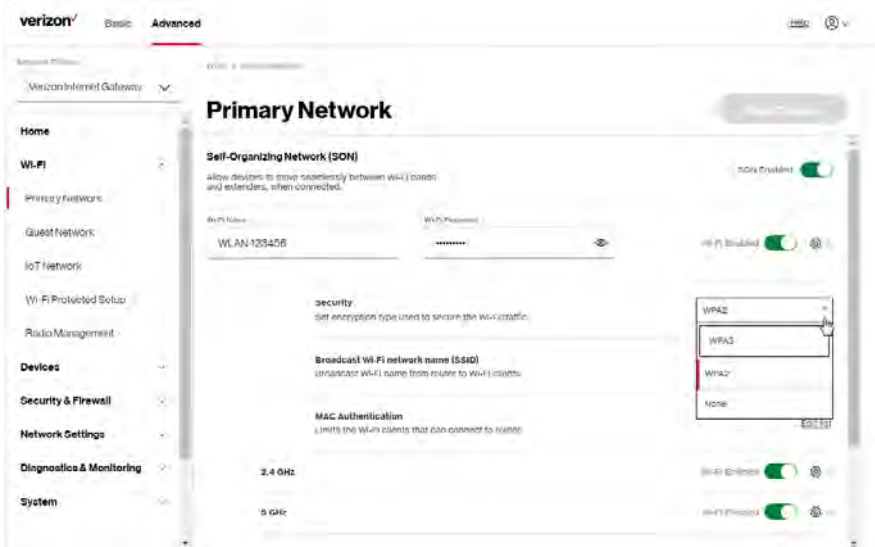 verizon
Basic
Advanced
Help
Verizon Internet Gateway
Primary Network
Home
Wi-Fi
Primary Network
Guest Network
IoT Network
Wi-Fi Protected Setup
Radio Management
Devices
Security & Firewall
Network Settings
Diagnostics & Monitoring
System
Self-Organizing Network (SON)
SON Enabled
Allow devices to move seamlessly between Wi-Fi bands
and extenders, when connected.
Wi-Fi Name
Wi-Fi Password
WLAN-123456
•••••••••
Wi-Fi Enabled
Security
Set encryption type used to secure the Wi-Fi traffic.
WPA2
WPA3
WPA2
None
Broadcast Wi-Fi network name (SSID)
Broadcast Wi-Fi name from router to Wi-Fi clients.
MAC Authentication
Limits the Wi-Fi clients that can connect to router.
Edit list
2.4 GHz
Wi-Fi Enabled
5 GHz
Wi-Fi Enabled